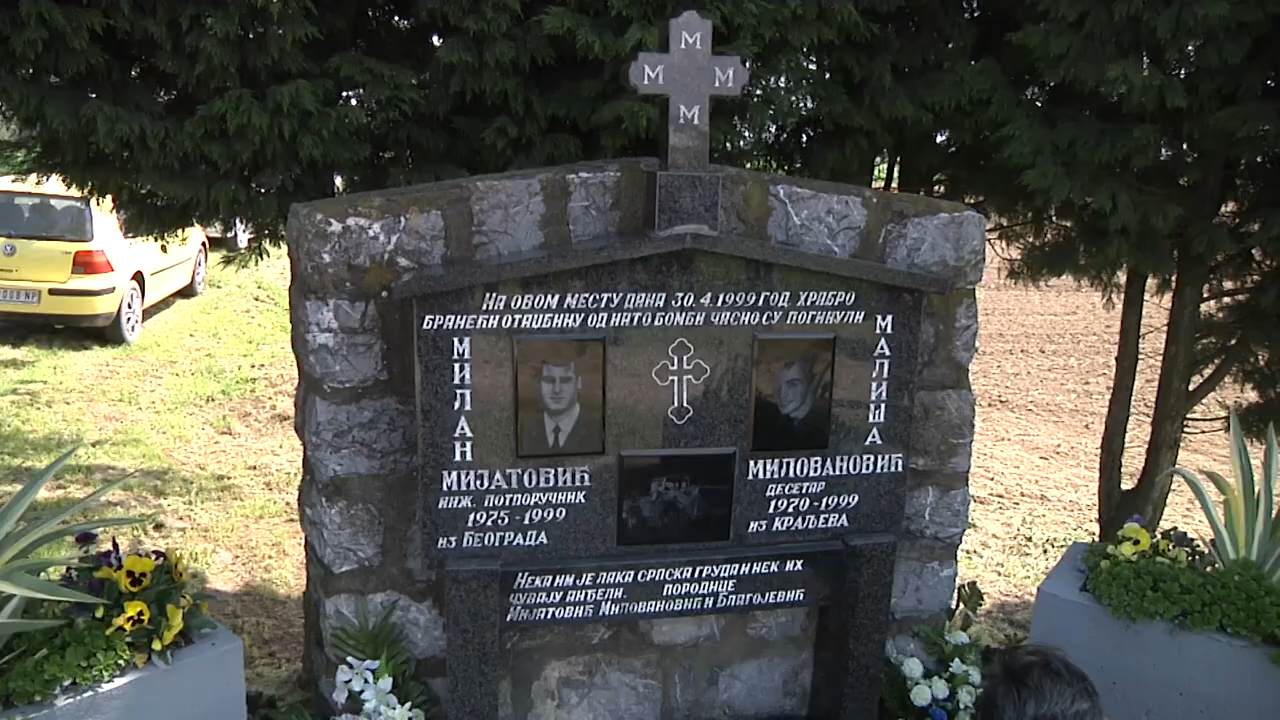 М
М М
М
НА ОВОМ МЕСТУ ДАНА 30.4.1999 ГОД ХРАБРО
БРАНЕЋИ ОТАЏБИНУ ОД НАТО БОМБИ ЧАСНО СУ ПОГИНУЛИ
МИЛАН
МИЈАТОВИЋ
ИНЖ. ПОТПОРУЧНИК
1975-1999
ИЗ БЕОГРАДА
МАЛИША
МИЛОВАНОВИЋ
ДЕСЕТАР
1970-1999
ИЗ КРАЉЕВА
НЕКА ИМ ЈЕ ЛАКА СРПСКА ГРУДА И НЕК ИХ
ЧУВАЈУ АНЂЕЛИ. ПОРОДИЦЕ
МИЈАТОВИЋ МИЛОВАНОВИЋ И БЛАГОЈЕВИЋ